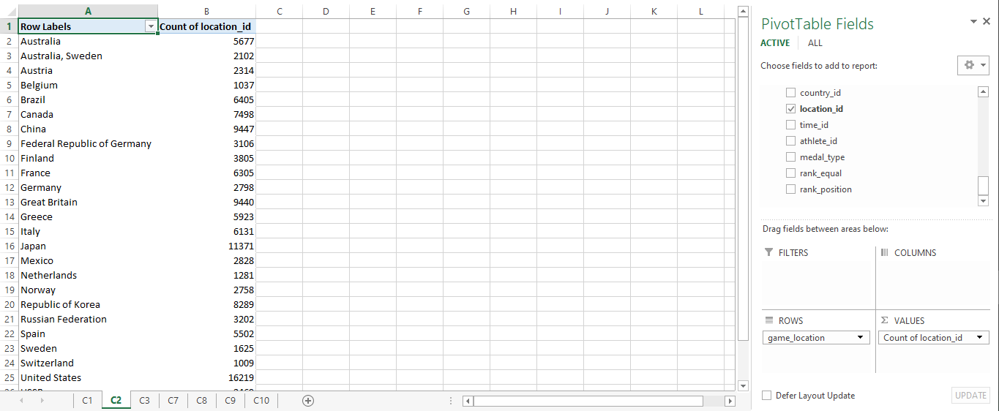 A B C D E F G H I J K L
1 Row Labels Count of location_id
2 Australia 5677
3 Australia, Sweden 2102
4 Austria 2314
5 Belgium 1037
6 Brazil 6405
7 Canada 7498
8 China 9447
9 Federal Republic of Germany 3106
10 Finland 3805
11 France 6305
12 Germany 2798
13 Great Britain 9440
14 Greece 5923
15 Italy 6131
16 Japan 11371
17 Mexico 2828
18 Netherlands 1281
19 Norway 2758
20 Republic of Korea 8289
21 Russian Federation 3202
22 Spain 5502
23 Sweden 1625
24 Switzerland 1009
25 United States 16219
C1 C2 C3 C7 C8 C9 C10
PivotTable Fields
ACTIVE ALL
Choose fields to add to report:
country_id
location_id
time_id
athlete_id
medal_type
rank_equal
rank_position
Drag fields between areas below:
FILTERS COLUMNS
ROWS Σ VALUES
game_location Count of location_id
Defer Layout Update UPDATE